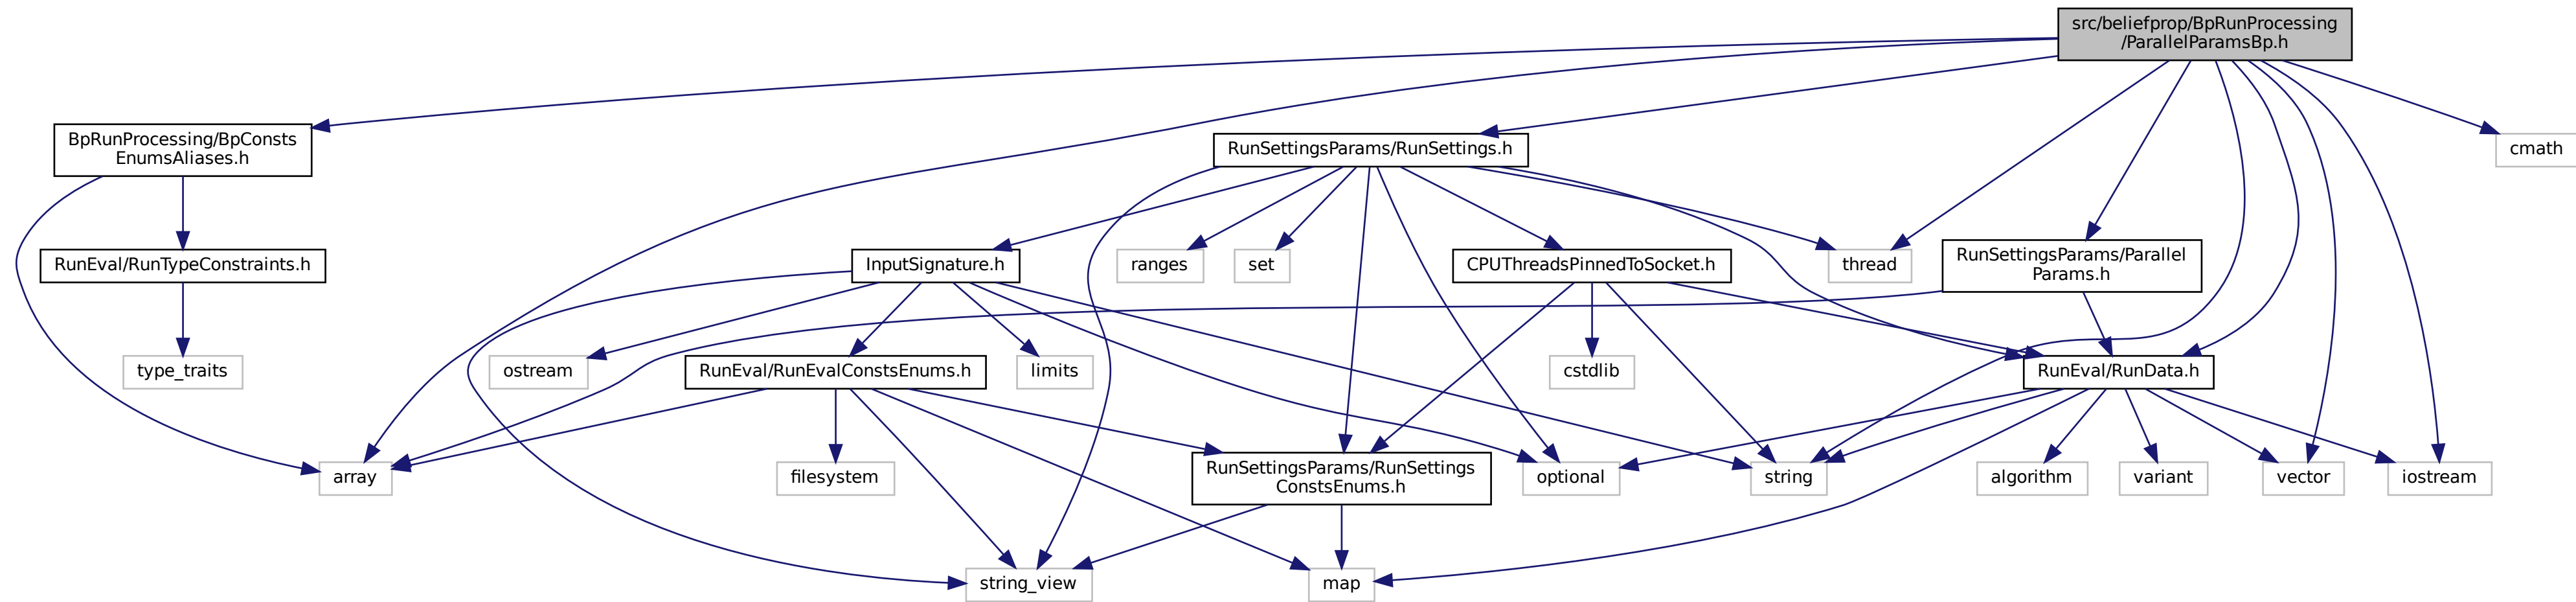 src/beliefprop/BpRunProcessing
/ParallelParamsBp.h
BpRunProcessing/BpConsts
EnumsAliases.h
RunSettingsParams/RunSettings.h
cmath
RunEval/RunTypeConstraints.h
InputSignature.h
ranges
set
CPUThreadsPinnedToSocket.h
thread
RunSettingsParams/Parallel
Params.h
type_traits
ostream
RunEval/RunEvalConstsEnums.h
limits
cstdlib
RunEval/RunData.h
array
filesystem
RunSettingsParams/RunSettings
ConstsEnums.h
optional
string
algorithm
variant
vector
iostream
string_view
map